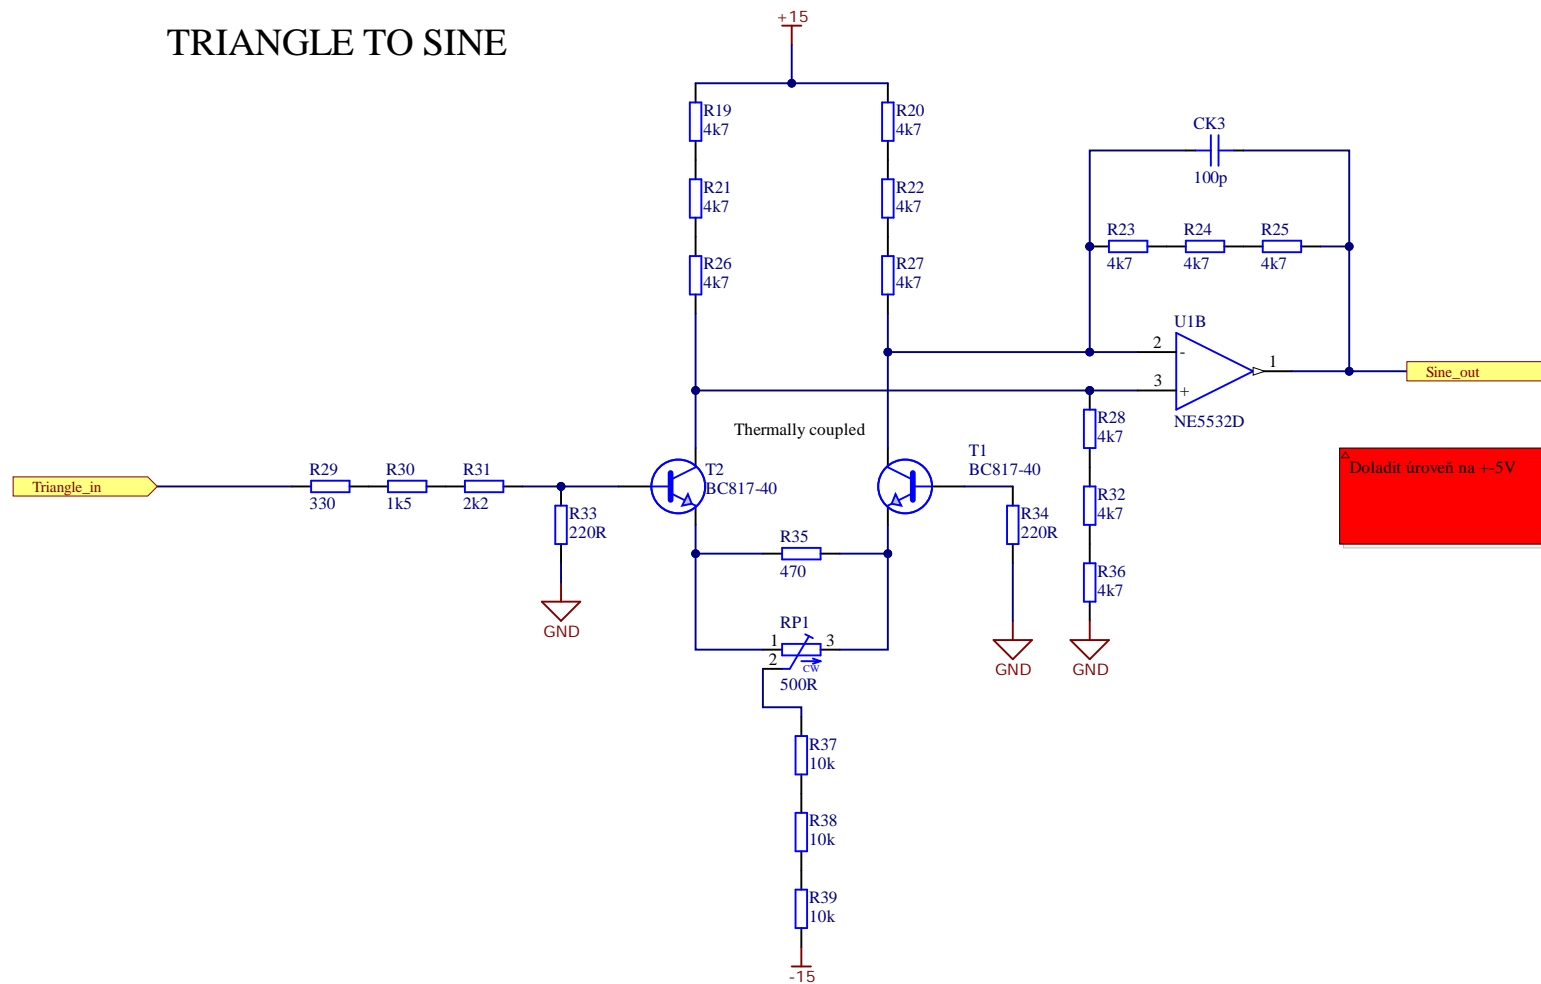 TRIANGLE TO SINE
+15
R19
4k7
R20
4k7
CK3
100p
R21
4k7
R22
4k7
R23
4k7
R24
4k7
R25
4k7
R26
4k7
R27
4k7
U1B
2
-
1
3
+
NE5532D
Sine_out
Thermally coupled
R28
4k7
Doladit úroveň na +-5V
Triangle_in
R29
330
R30
1k5
R31
2k2
T2
BC817-40
T1
BC817-40
R33
220R
R34
220R
R32
4k7
R35
470
R36
4k7
GND
RP1
1
3
2
CW
500R
GND
GND
R37
10k
R38
10k
R39
10k
-15